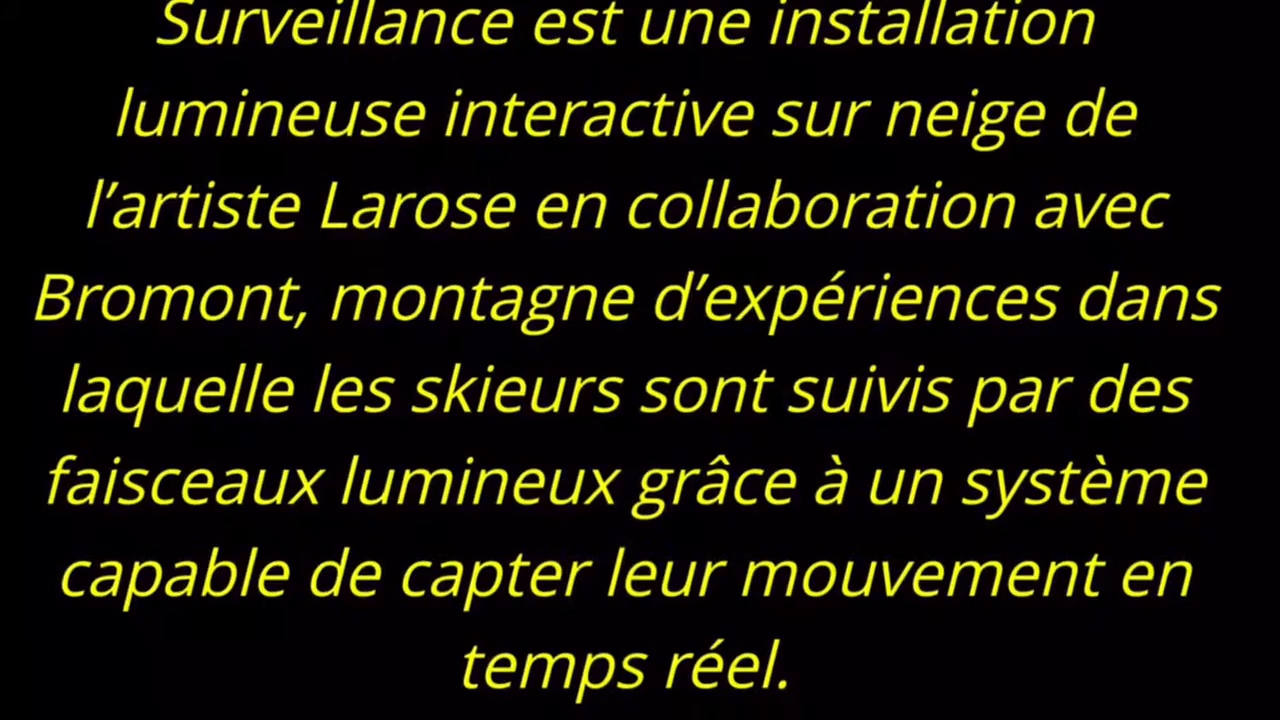 Surveillance est une installation
lumineuse interactive sur neige de
l’artiste Larose en collaboration avec
Bromont, montagne d’expériences dans
laquelle les skieurs sont suivis par des
faisceaux lumineux grâce à un système
capable de capter leur mouvement en
temps réel.